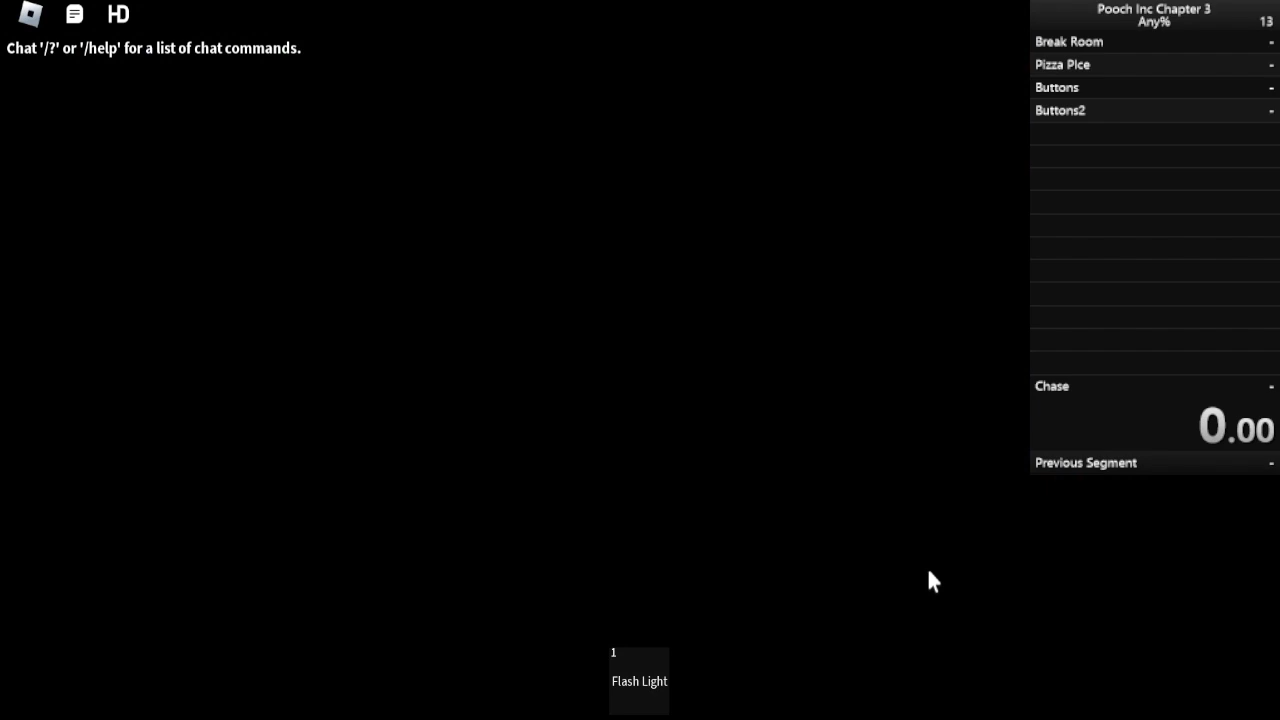 HD
Chat '/?' or '/help' for a list of chat commands.
Pooch Inc Chapter 3
Any%
13
Break Room -
Pizza Plce -
Buttons -
Buttons2 -
Chase -
0.00
Previous Segment -
1
Flash Light